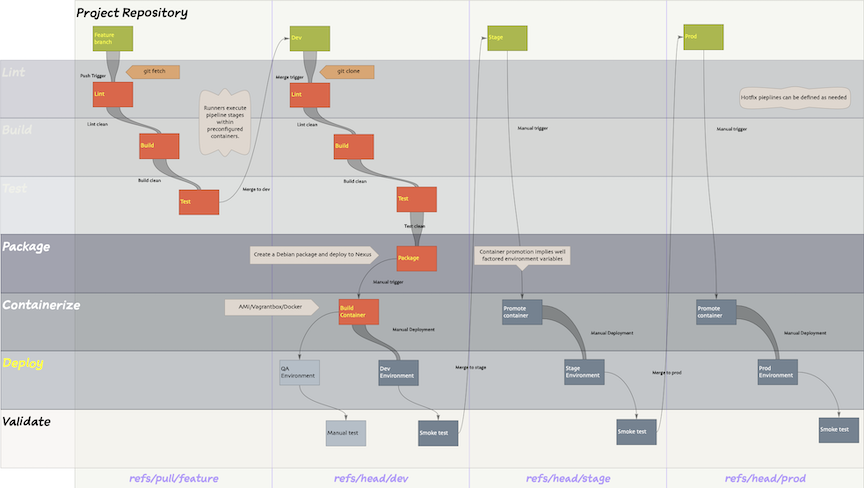 Project Repository
Feature
branch
Dev
Stage
Prod
Lint
Push Trigger
git fetch
Merge trigger
git clone
Lint
Lint
Hotfix pieplines can be defined as needed
Runners execute
pipeline stages
within
preconfigured
containers.
Lint clean
Lint clean
Build
Manual trigger
Manual trigger
Build
Build
Build clean
Build clean
Test
Merge to dev
Test
Test
Test clean
Package
Create a Debian package and deploy to Nexus
Package
Container promotion implies well
factored environment variables
Manual trigger
Containerize
AMI/Vagrantbox/Docker
Build
Container
Promote
container
Promote
container
Manual Deployment
Manual Deployment
Manual Deployment
Deploy
QA
Environment
Dev
Environment
Merge to stage
Stage
Environment
Merge to prod
Prod
Environment
Validate
Manual test
Smoke test
Smoke test
Smoke test
refs/pull/feature
refs/head/dev
refs/head/stage
refs/head/prod